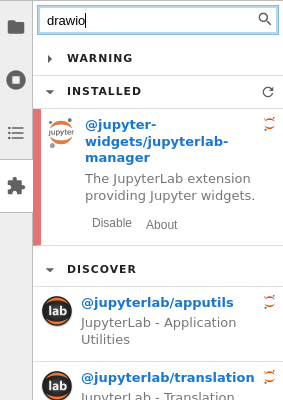 drawio
WARNING
INSTALLED
jupyter
@jupyter-
widgets/jupyterlab-
manager
The JupyterLab extension
providing Jupyter widgets.
Disable About
DISCOVER
lab
@jupyterlab/apputils
JupyterLab - Application
Utilities
lab
@jupyterlab/translation
JupyterLab - Translation